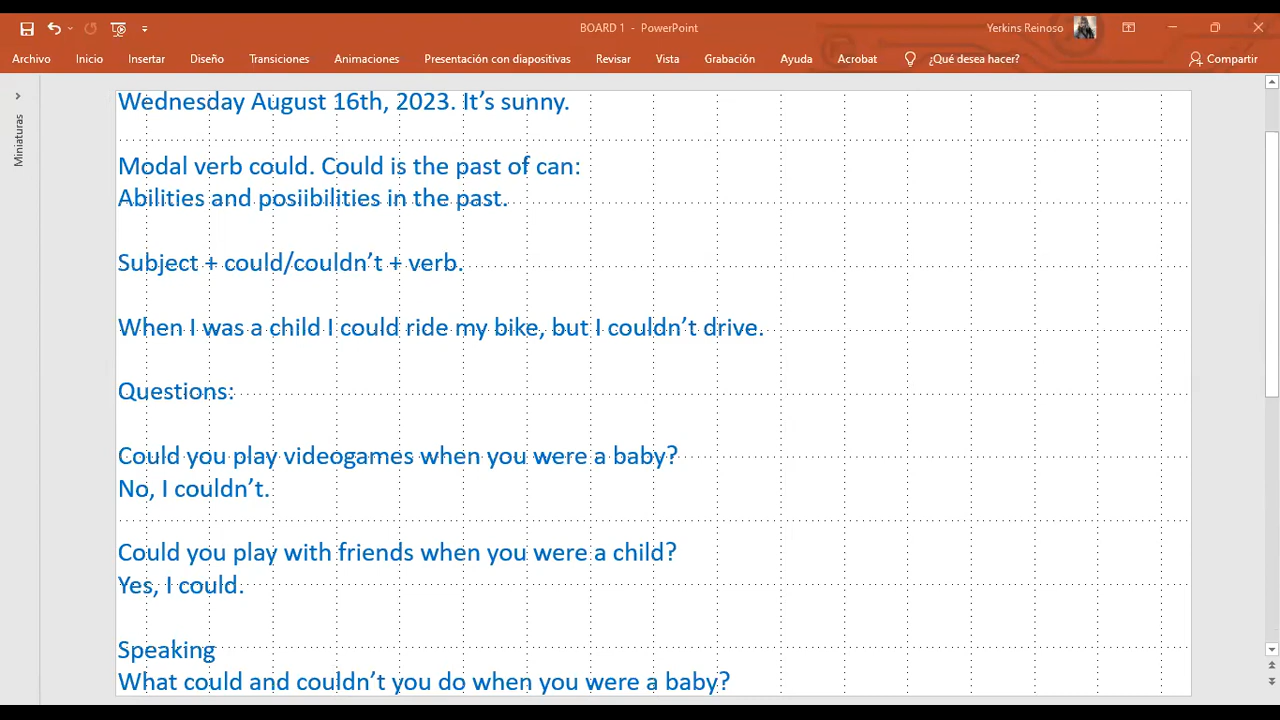 BOARD 1 - PowerPoint
Yerkins Reinoso
Archivo Inicio Insertar Diseño Transiciones Animaciones Presentación con diapositivas Revisar Vista Grabación Ayuda Acrobat ¿Qué desea hacer? Compartir
Miniaturas
Wednesday August 16th, 2023. It’s sunny.
Modal verb could. Could is the past of can:
Abilities and posiibilities in the past.
Subject + could/couldn’t + verb.
When I was a child I could ride my bike, but I couldn’t drive.
Questions:
Could you play videogames when you were a baby?
No, I couldn’t.
Could you play with friends when you were a child?
Yes, I could.
Speaking
What could and couldn’t you do when you were a baby?